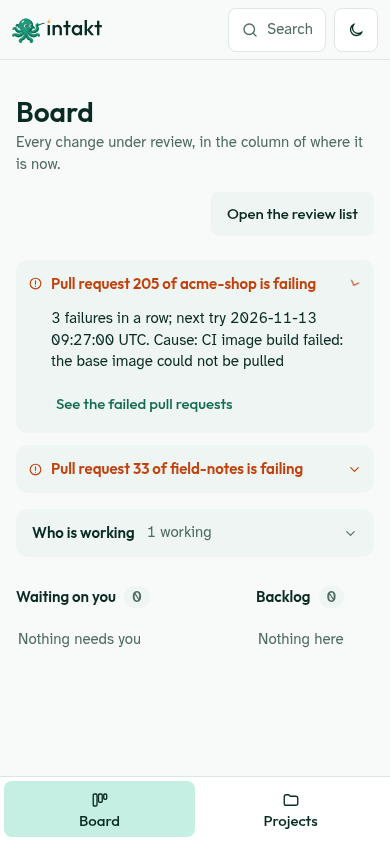 intakt
Search
Board
Every change under review, in the column of where it
is now.
Open the review list
Pull request 205 of acme-shop is failing
3 failures in a row; next try 2026-11-13
09:27:00 UTC. Cause: CI image build failed:
the base image could not be pulled
See the failed pull requests
Pull request 33 of field-notes is failing
Who is working 1 working
Waiting on you 0
Backlog 0
Nothing needs you
Nothing here
Board
Projects